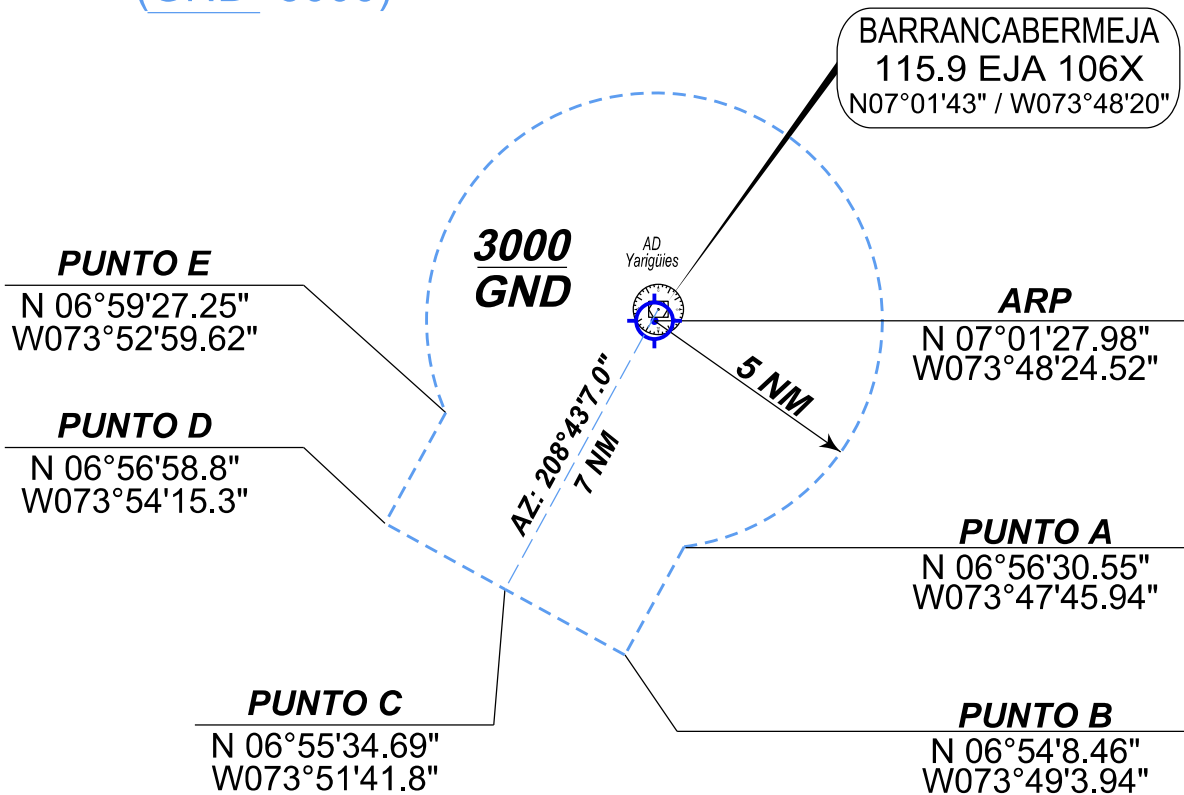 BARRANCABERMEJA
115.9 EJA 106X
N07°01'43" / W073°48'20"
3000
GND
AD
Yarigüies
PUNTO E
N 06°59'27.25"
W073°52'59.62"
ARP
N 07°01'27.98"
W073°48'24.52"
5 NM
AZ: 208°43'7.0"
7 NM
PUNTO D
N 06°56'58.8"
W073°54'15.3"
PUNTO A
N 06°56'30.55"
W073°47'45.94"
PUNTO C
N 06°55'34.69"
W073°51'41.8"
PUNTO B
N 06°54'8.46"
W073°49'3.94"